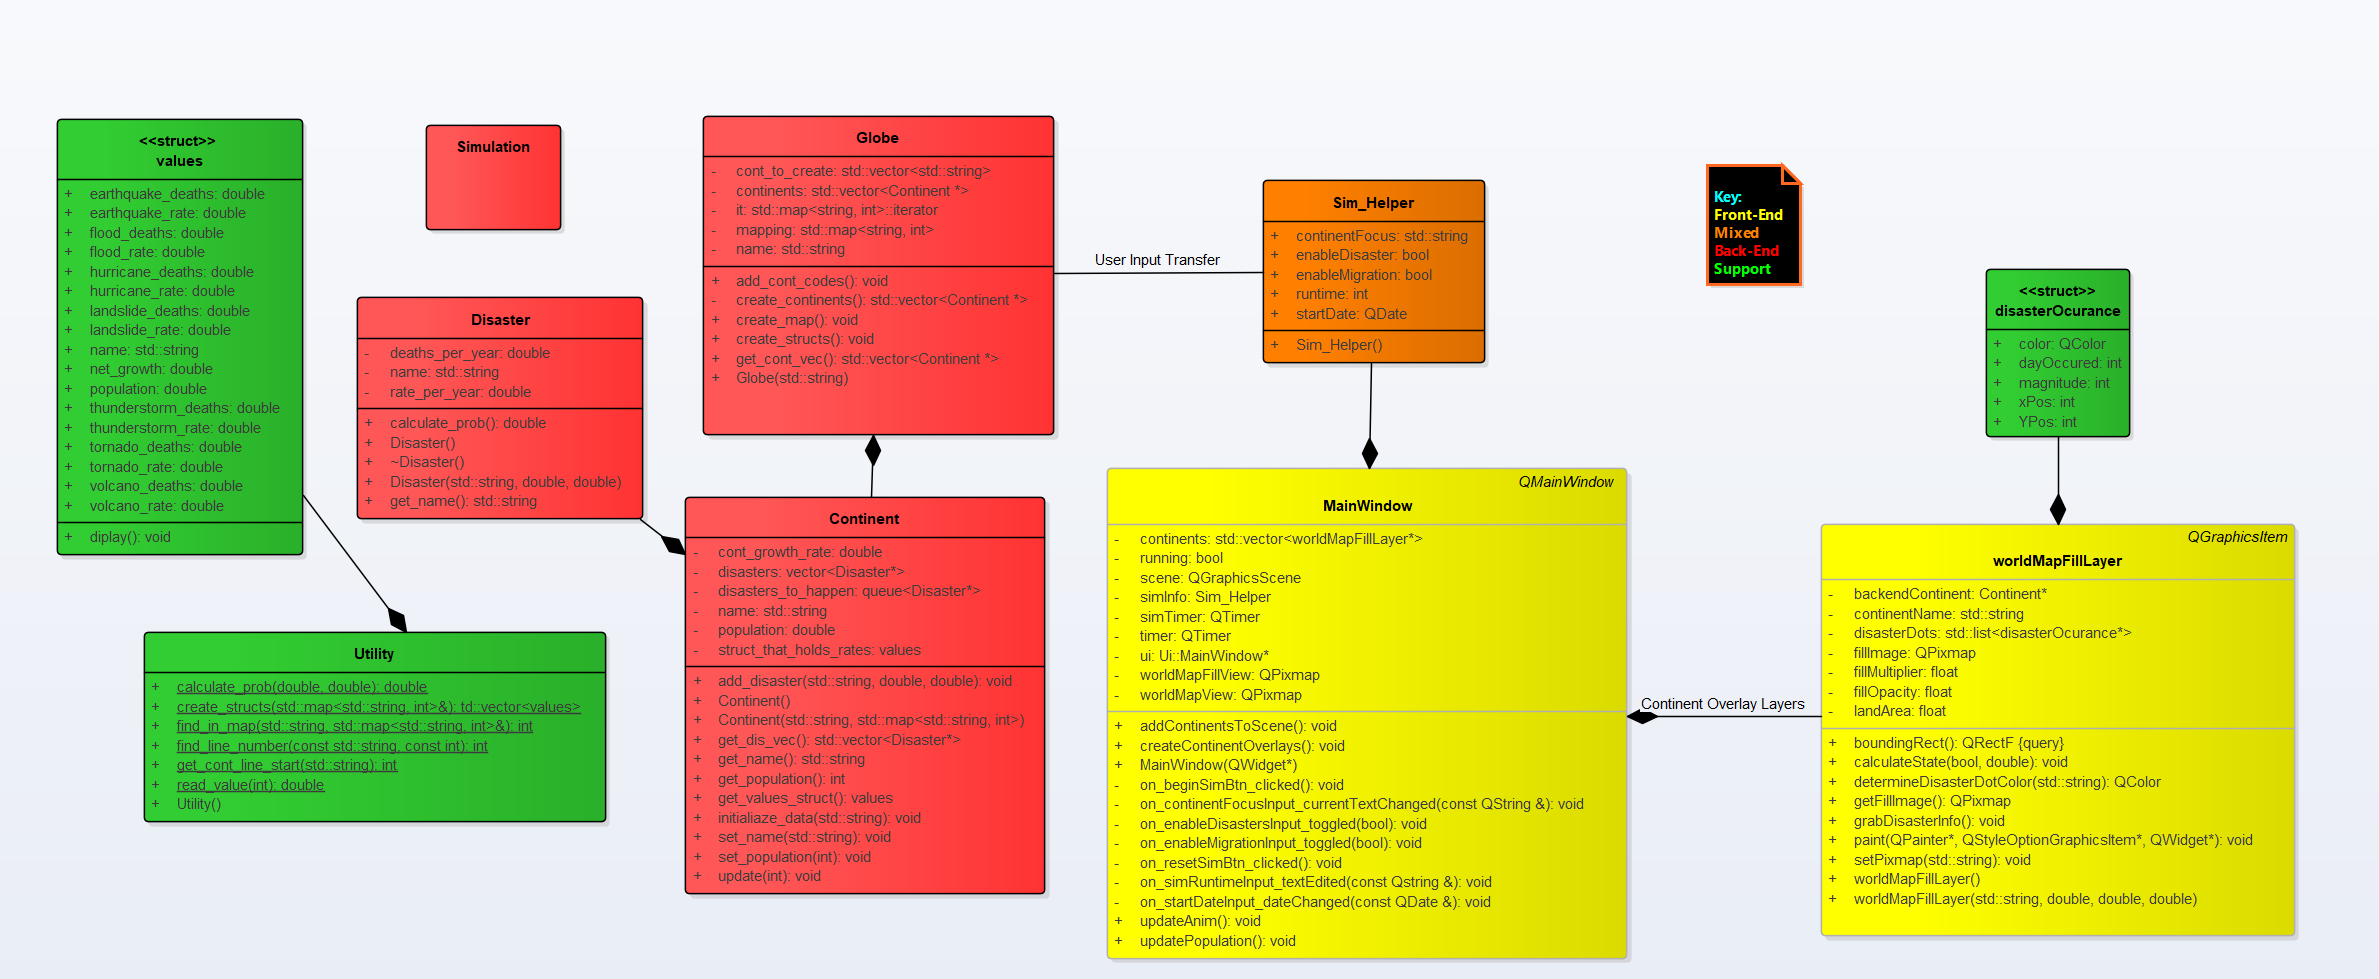 <<struct>>
values
+ earthquake_deaths: double
+ earthquake_rate: double
+ flood_deaths: double
+ flood_rate: double
+ hurricane_deaths: double
+ hurricane_rate: double
+ landslide_deaths: double
+ landslide_rate: double
+ name: std::string
+ net_growth: double
+ population: double
+ thunderstorm_deaths: double
+ thunderstorm_rate: double
+ tornado_deaths: double
+ tornado_rate: double
+ volcano_deaths: double
+ volcano_rate: double
+ diplay(): void
Simulation
Disaster
- deaths_per_year: double
- name: std::string
- rate_per_year: double
+ calculate_prob(): double
+ Disaster()
+ ~Disaster()
+ Disaster(std::string, double, double)
+ get_name(): std::string
Utility
+ calculate_prob(double, double): double
+ create_structs(std::map<std::string, int>&): td::vector<values>
+ find_in_map(std::string, std::map<std::string, int>&): int
+ find_line_number(const std::string, const int): int
+ get_cont_line_start(std::string): int
+ read_value(int): double
+ Utility()
Globe
- cont_to_create: std::vector<std::string>
- continents: std::vector<Continent *>
- it: std::map<string, int>::iterator
- mapping: std::map<string, int>
- name: std::string
+ add_cont_codes(): void
- create_continents(): std::vector<Continent *>
+ create_map(): void
+ create_structs(): void
+ get_cont_vec(): std::vector<Continent *>
+ Globe(std::string)
Continent
- cont_growth_rate: double
- disasters: vector<Disaster*>
- disasters_to_happen: queue<Disaster*>
- name: std::string
- population: double
- struct_that_holds_rates: values
+ add_disaster(std::string, double, double): void
+ Continent()
+ Continent(std::string, std::map<std::string, int>)
+ get_dis_vec(): std::vector<Disaster*>
+ get_name(): std::string
+ get_population(): int
+ get_values_struct(): values
+ initialiaze_data(std::string): void
+ set_name(std::string): void
+ set_population(int): void
+ update(int): void
User Input Transfer
Sim_Helper
+ continentFocus: std::string
+ enableDisaster: bool
+ enableMigration: bool
+ runtime: int
+ startDate: QDate
+ Sim_Helper()
QMainWindow
MainWindow
- continents: std::vector<worldMapFillLayer*>
- running: bool
- scene: QGraphicsScene
- simInfo: Sim_Helper
- simTimer: QTimer
- timer: QTimer
- ui: Ui::MainWindow*
- worldMapFillView: QPixmap
- worldMapView: QPixmap
+ addContinentsToScene(): void
+ createContinentOverlays(): void
+ MainWindow(QWidget*)
- on_beginSimBtn_clicked(): void
- on_continentFocusInput_currentTextChanged(const QString &): void
- on_enableDisastersInput_toggled(bool): void
- on_enableMigrationInput_toggled(bool): void
- on_resetSimBtn_clicked(): void
- on_simRuntimeInput_textEdited(const Qstring &): void
- on_startDateInput_dateChanged(const QDate &): void
+ updateAnim(): void
+ updatePopulation(): void
Key:
Front-End
Mixed
Back-End
Support
Continent Overlay Layers
<<struct>>
disasterOcurance
+ color: QColor
+ dayOccured: int
+ magnitude: int
+ xPos: int
+ YPos: int
QGraphicsItem
worldMapFillLayer
- backendContinent: Continent*
- continentName: std::string
- disasterDots: std::list<disasterOcurance*>
- fillImage: QPixmap
- fillMultiplier: float
- fillOpacity: float
- landArea: float
+ boundingRect(): QRectF {query}
+ calculateState(bool, double): void
+ determineDisasterDotColor(std::string): QColor
+ getFillImage(): QPixmap
+ grabDisasterInfo(): void
+ paint(QPainter*, QStyleOptionGraphicsItem*, QWidget*): void
+ setPixmap(std::string): void
+ worldMapFillLayer()
+ worldMapFillLayer(std::string, double, double, double)